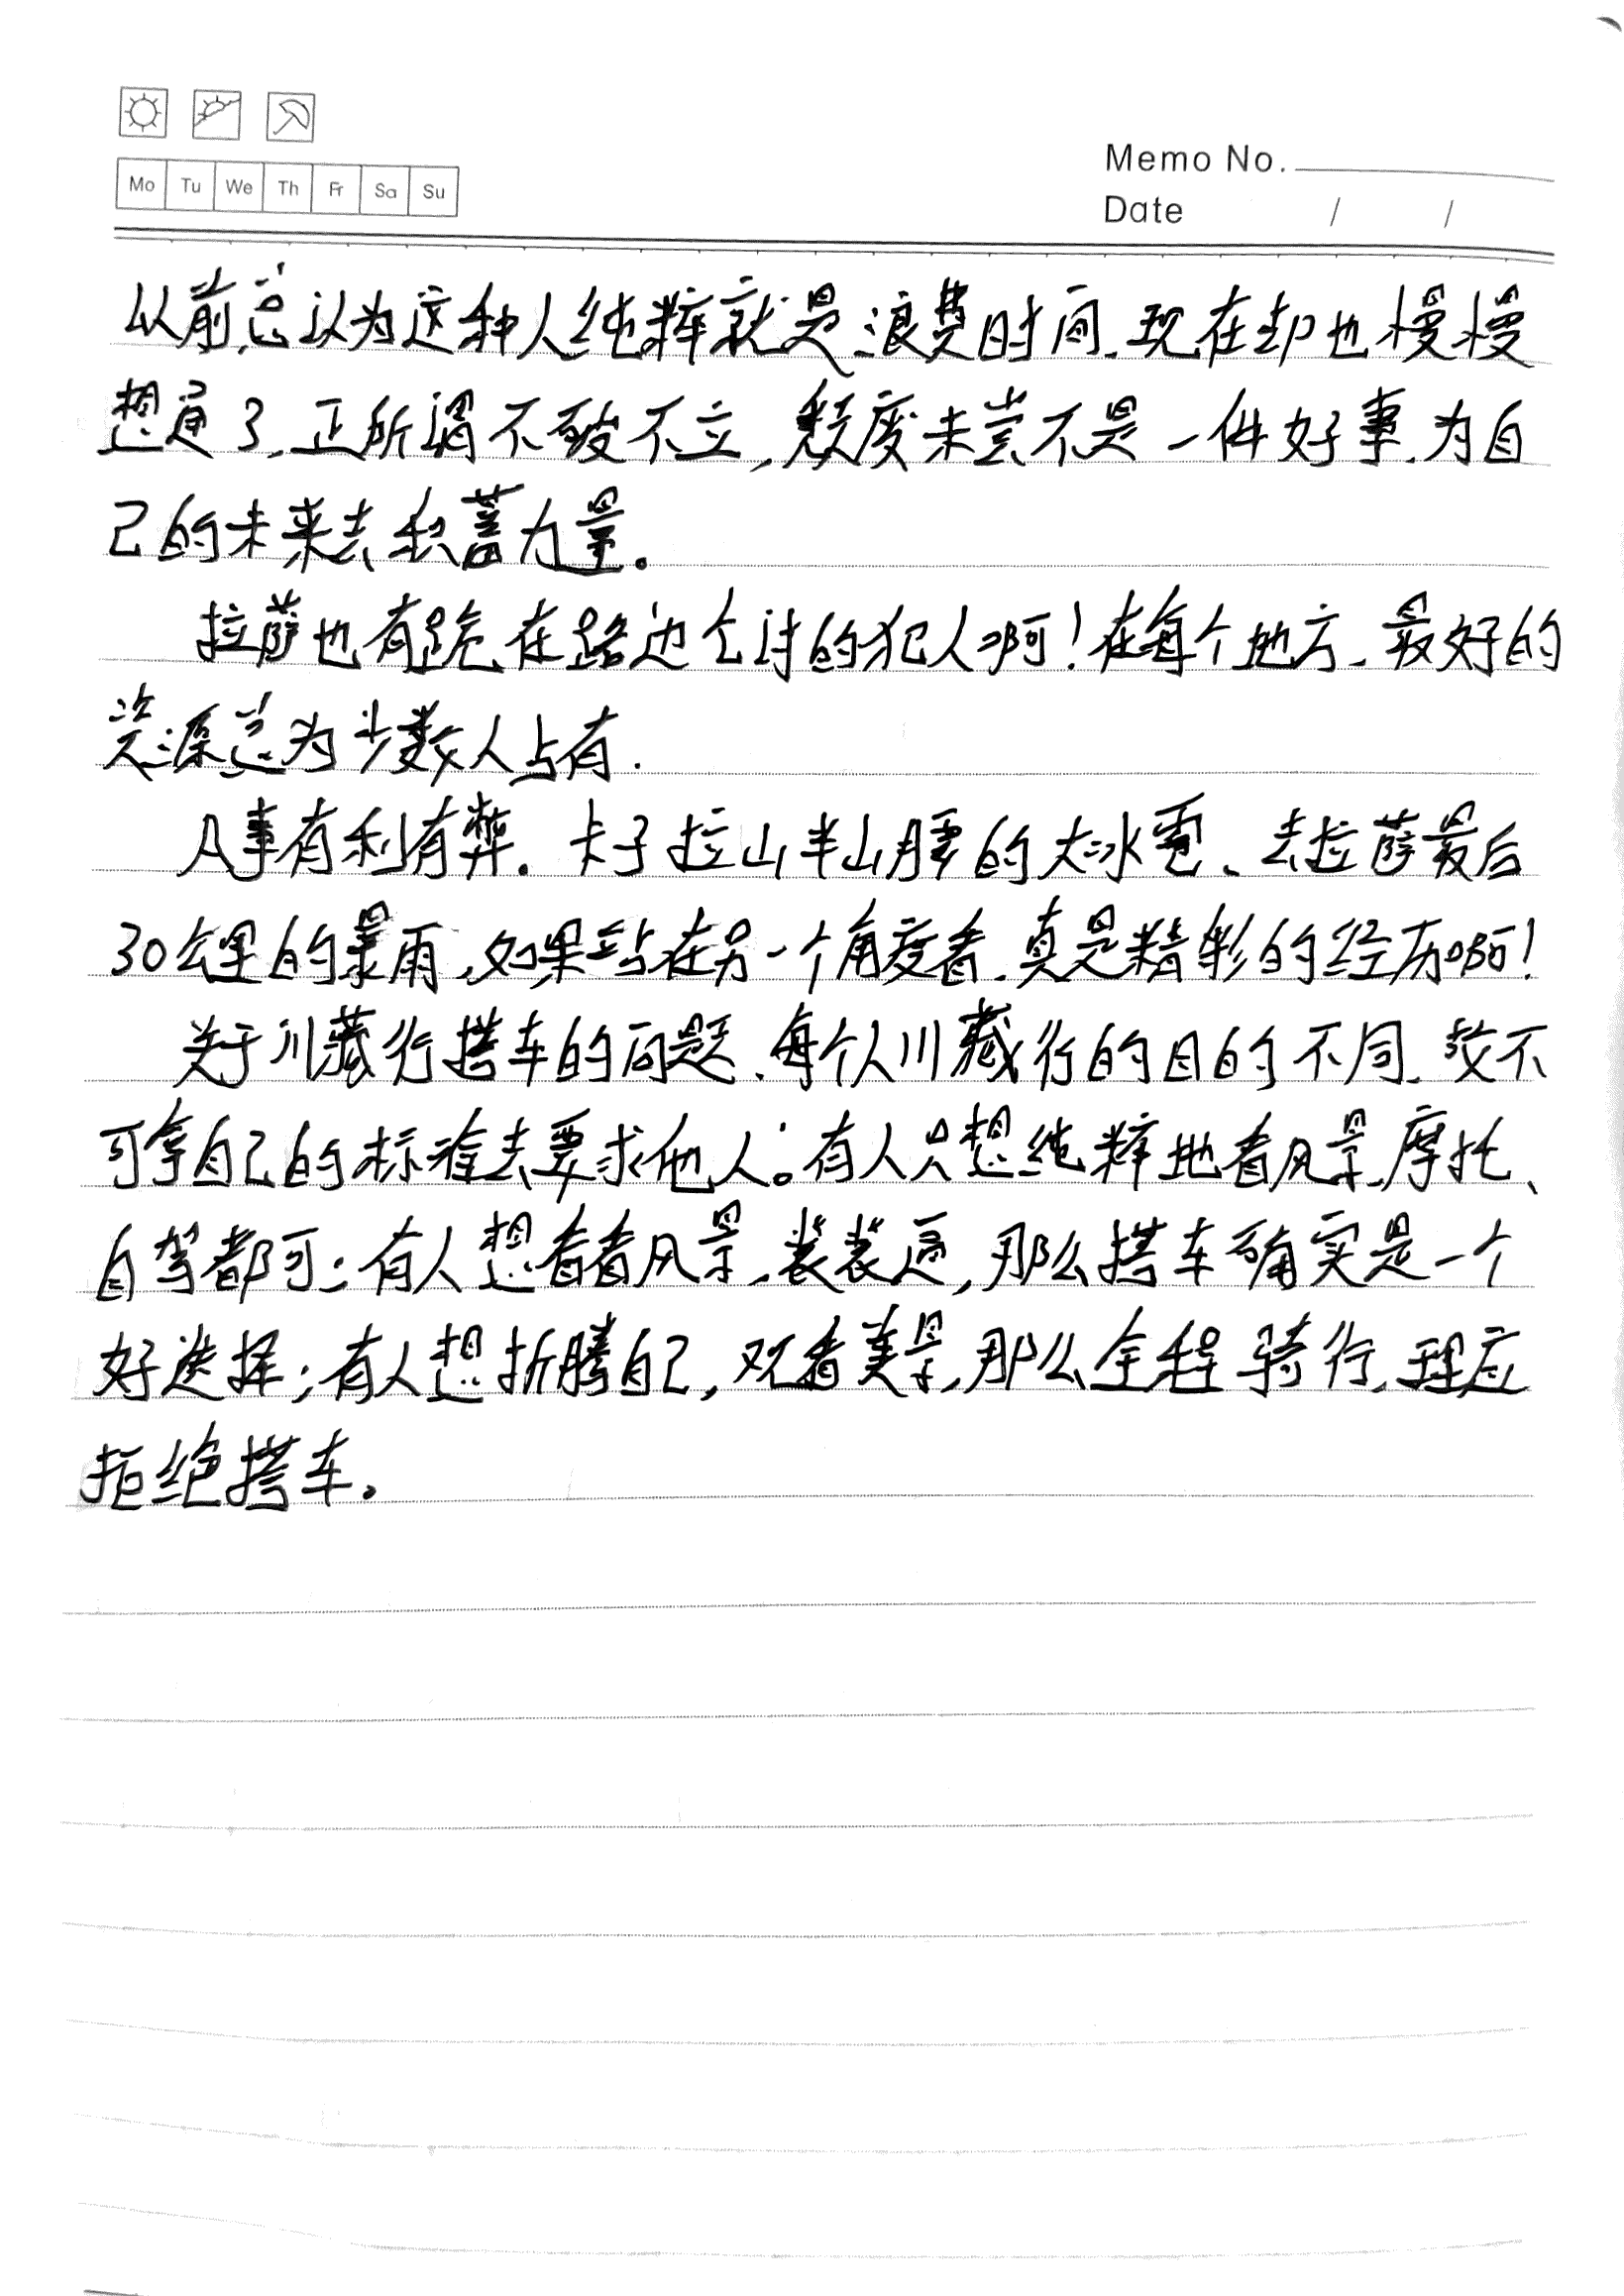 Memo No.
Mo Tu We Th Fr Sa Su
Date / /
从前总认为这种人纯粹就是浪费时间,现在却也慢慢
想通了,正所谓不破不立,颓废未尝不是一件好事,为自
己的未来去积蓄力量。
拉萨也有跪在路边乞讨的犯人啊!在每个地方,最好的
资源总为少数人占有.
凡事有利有弊。卡子拉山半山腰的大冰雹、去拉萨最后
30公里的暴雨,如果站在另一个角度看,真是精彩的经历啊!
关于川藏行搭车的问题,每个人川藏行的目的不同,故不
可拿自己的标准去要求他人。有人只想纯粹地看风景,摩托、
自驾都可;有人想看看风景,装装逼,那么搭车确实是一个
好选择;有人想折腾自己,观看美景,那么全程骑行,理应
拒绝搭车。